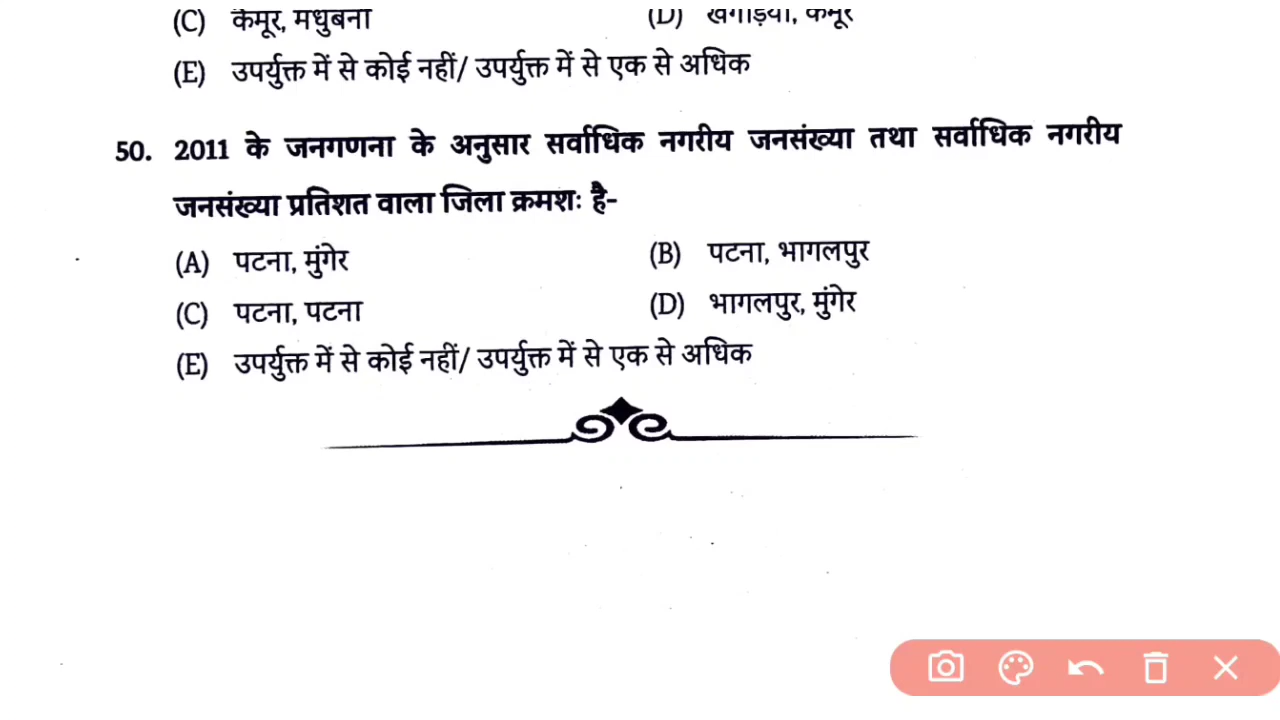 (C) कैमूर, मधुबनी (D) खगड़िया, कैमूर
(E) उपर्युक्त में से कोई नहीं/ उपर्युक्त में से एक से अधिक
50. 2011 के जनगणना के अनुसार सर्वाधिक नगरीय जनसंख्या तथा सर्वाधिक नगरीय
जनसंख्या प्रतिशत वाला जिला क्रमशः है-
(A) पटना, मुंगेर (B) पटना, भागलपुर
(C) पटना, पटना (D) भागलपुर, मुंगेर
(E) उपर्युक्त में से कोई नहीं/ उपर्युक्त में से एक से अधिक